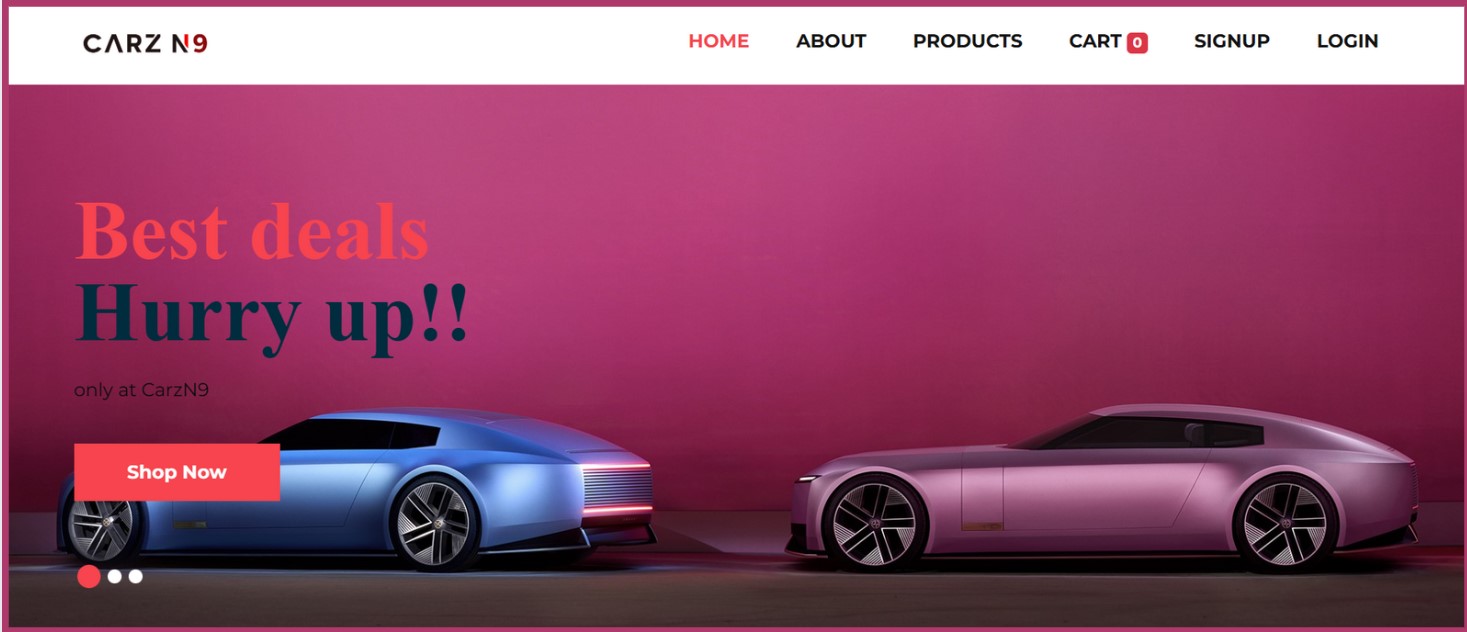 CARZ N9
HOME ABOUT PRODUCTS CART 0 SIGNUP LOGIN
Best deals
Hurry up!!
only at CarzN9
Shop Now